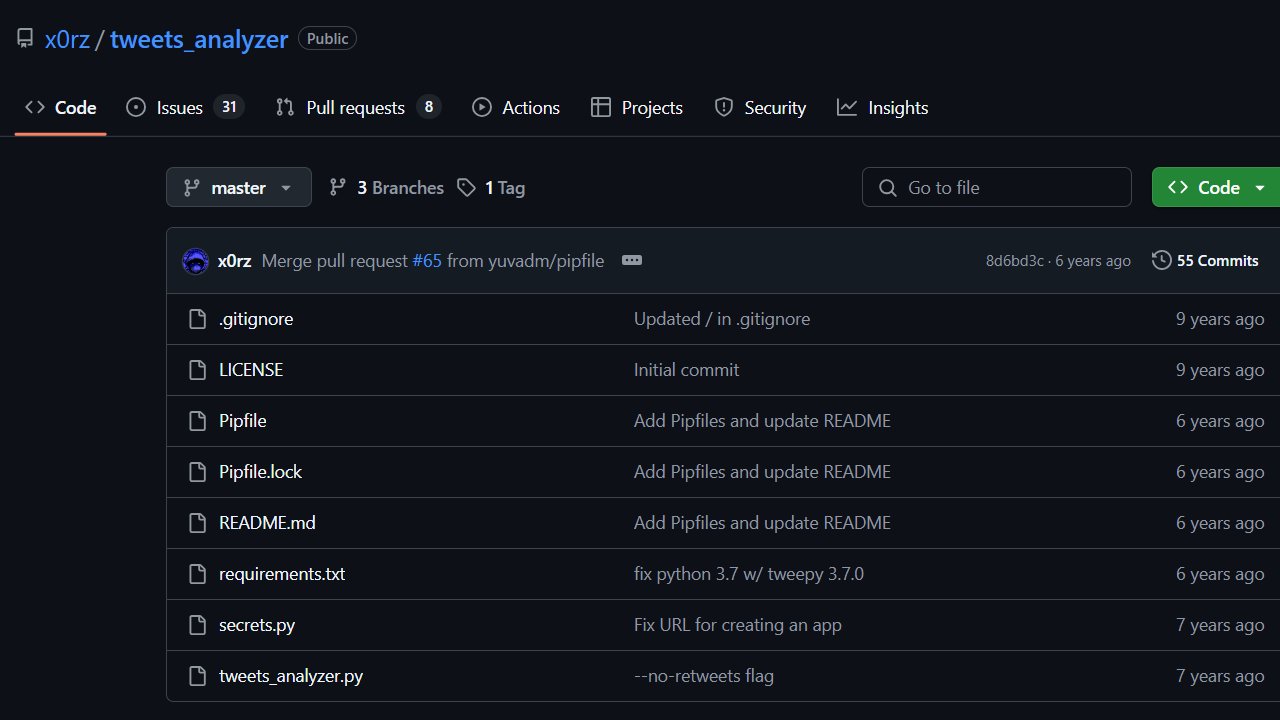 x0rz / tweets_analyzer Public
Code Issues 31 Pull requests 8 Actions Projects Security Insights
master 3 Branches 1 Tag Go to file Code
x0rz Merge pull request #65 from yuvadm/pipfile 8d6bd3c · 6 years ago 55 Commits
.gitignore Updated / in .gitignore 9 years ago
LICENSE Initial commit 9 years ago
Pipfile Add Pipfiles and update README 6 years ago
Pipfile.lock Add Pipfiles and update README 6 years ago
README.md Add Pipfiles and update README 6 years ago
requirements.txt fix python 3.7 w/ tweepy 3.7.0 6 years ago
secrets.py Fix URL for creating an app 7 years ago
tweets_analyzer.py --no-retweets flag 7 years ago